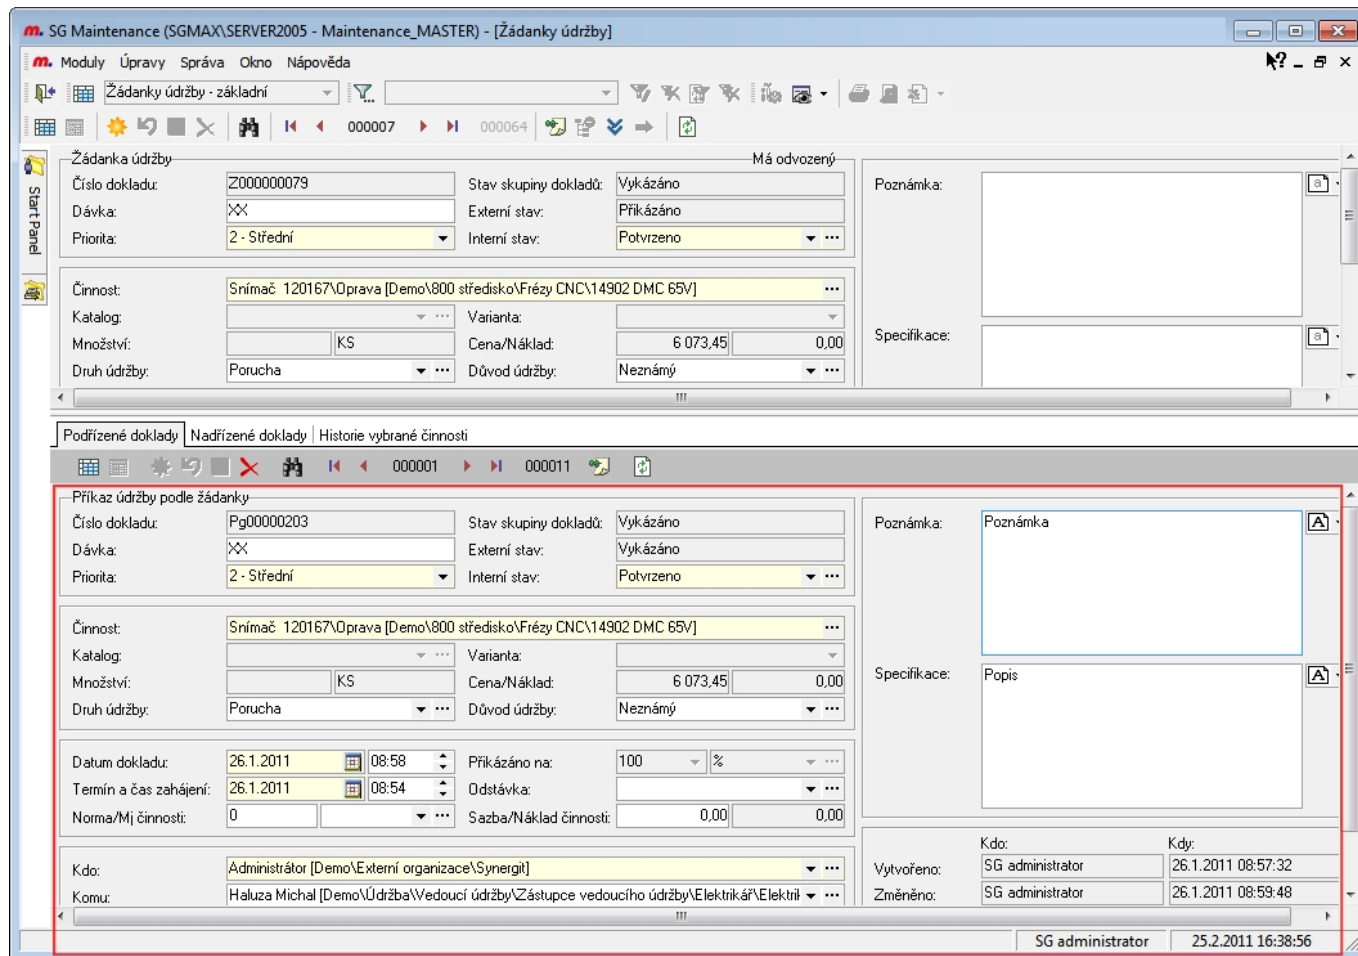 m. SG Maintenance (SGMAX\SERVER2005 - Maintenance_MASTER) - [Žádanky údržby]
m. Moduly Úpravy Správa Okno Nápověda
Žádanky údržby - základní
000007 000064
Start Panel
Žádanka údržby Má odvozený
Číslo dokladu: Z000000079 Stav skupiny dokladů: Vykázáno Poznámka:
Dávka: XX Externí stav: Přikázáno
Priorita: 2 - Střední Interní stav: Potvrzeno
Činnost: Snímač 120167\Oprava [Demo\800 středisko\Frézy CNC\14902 DMC 65V]
Katalog: Varianta:
Množství: KS Cena/Náklad: 6 073,45 0,00 Specifikace:
Druh údržby: Porucha Důvod údržby: Neznámý
Podřízené doklady Nadřízené doklady Historie vybrané činnosti
000001 000011
Příkaz údržby podle žádanky
Číslo dokladu: Pg00000203 Stav skupiny dokladů: Vykázáno Poznámka: Poznámka
Dávka: XX Externí stav: Vykázáno
Priorita: 2 - Střední Interní stav: Potvrzeno
Činnost: Snímač 120167\Oprava [Demo\800 středisko\Frézy CNC\14902 DMC 65V]
Katalog: Varianta:
Množství: KS Cena/Náklad: 6 073,45 0,00 Specifikace: Popis
Druh údržby: Porucha Důvod údržby: Neznámý
Datum dokladu: 26.1.2011 08:58 Přikázáno na: 100 %
Termín a čas zahájení: 26.1.2011 08:54 Odstávka:
Norma/Mj činnosti: 0 Sazba/Náklad činnosti: 0,00 0,00
Kdo: Kdy:
Kdo: Administrátor [Demo\Externí organizace\Synergit] Vytvořeno: SG administrator 26.1.2011 08:57:32
Komu: Haluza Michal [Demo\Údržba\Vedoucí údržby\Zástupce vedoucího údržby\Elektrikář\Elektrik Změněno: SG administrator 26.1.2011 08:59:48
SG administrator 25.2.2011 16:38:56